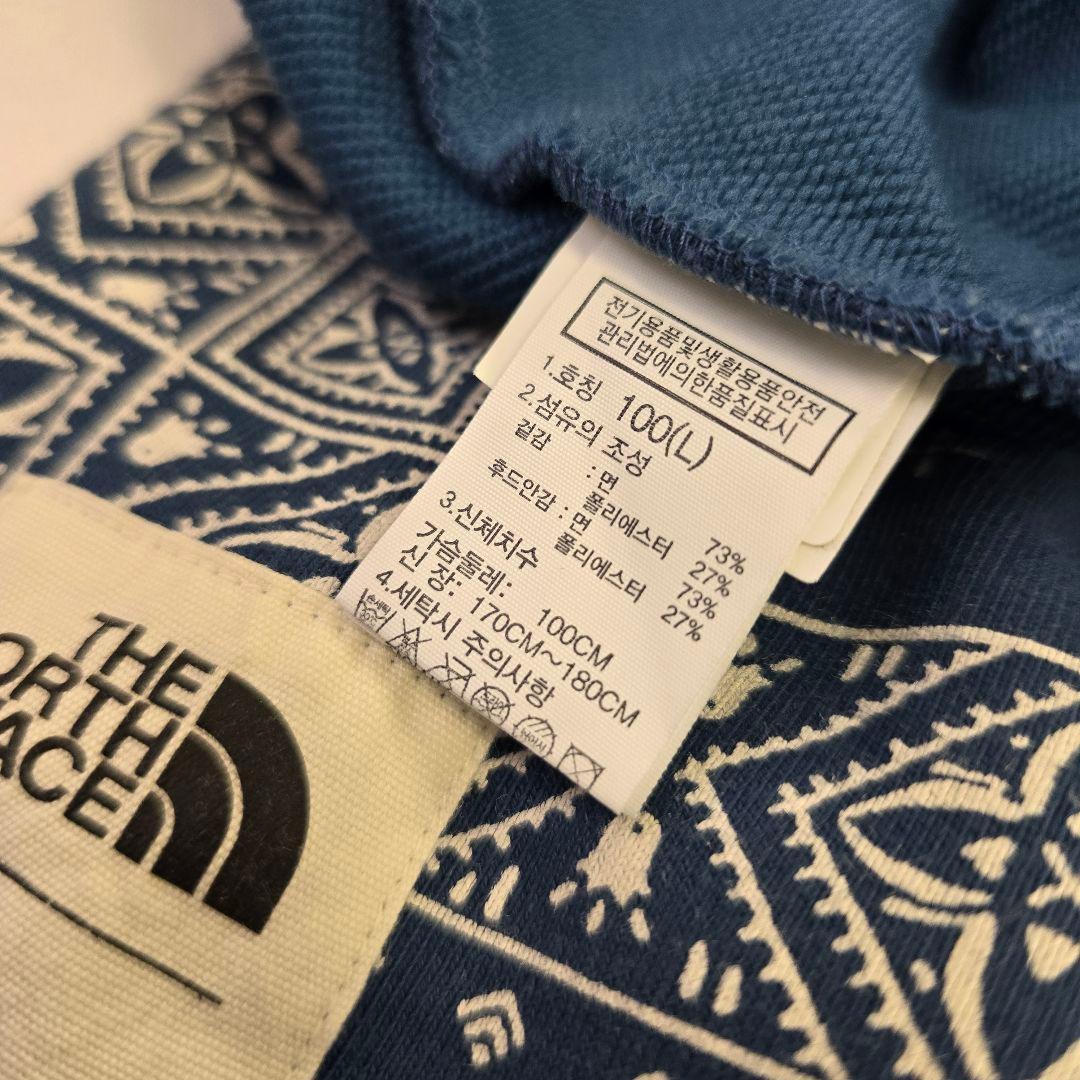 전기용품및생활용품안전
관리법에의한품질표시
1.호칭 100(L)
2.섬유의 조성
겉감 : 면 73%
폴리에스터 27%
후드안감 : 면 73%
폴리에스터 27%
3.신체치수
가슴둘레: 100CM
신 장: 170CM~180CM
4.세탁시 주의사항
손세탁
THE
ORTH
ACE